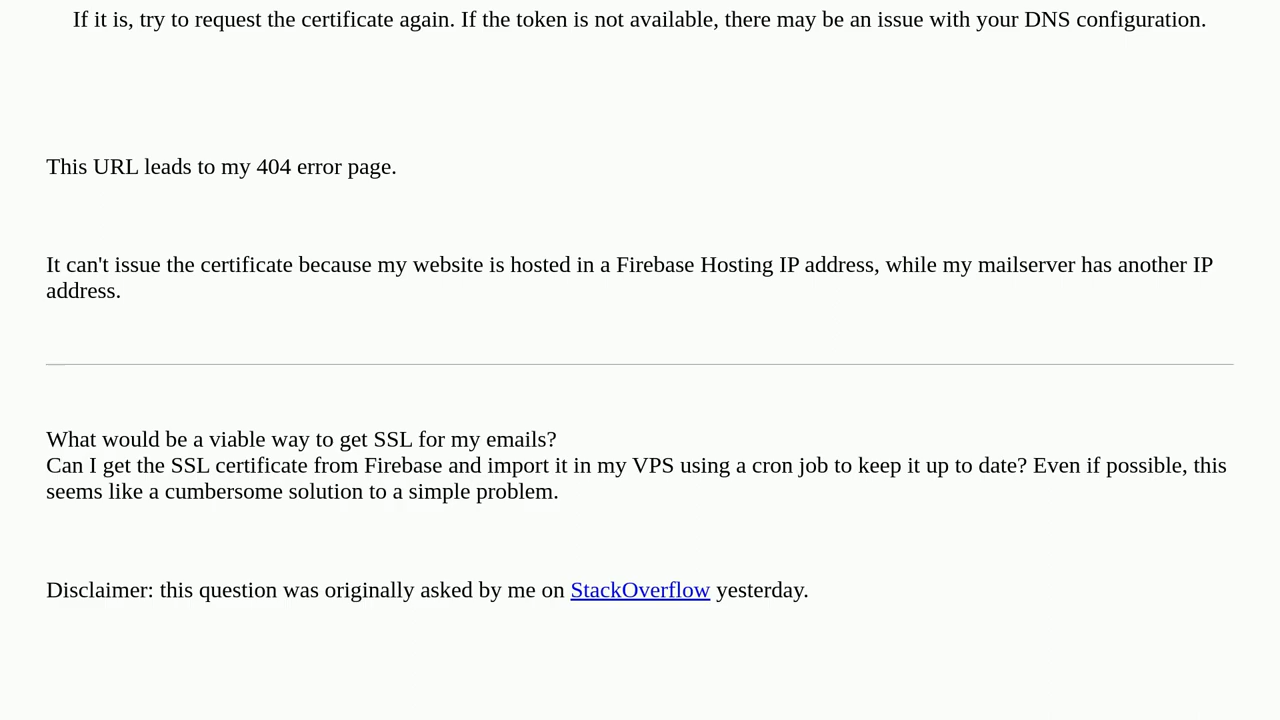 If it is, try to request the certificate again. If the token is not available, there may be an issue with your DNS configuration.
This URL leads to my 404 error page.
It can't issue the certificate because my website is hosted in a Firebase Hosting IP address, while my mailserver has another IP
address.
What would be a viable way to get SSL for my emails?
Can I get the SSL certificate from Firebase and import it in my VPS using a cron job to keep it up to date? Even if possible, this
seems like a cumbersome solution to a simple problem.
Disclaimer: this question was originally asked by me on StackOverflow yesterday.